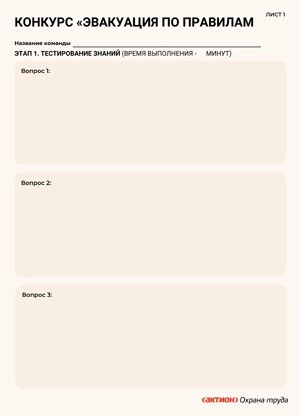 ЛИСТ 1
КОНКУРС «ЭВАКУАЦИЯ ПО ПРАВИЛАМ
Название команды
ЭТАП 1. ТЕСТИРОВАНИЕ ЗНАНИЙ (ВРЕМЯ ВЫПОЛНЕНИЯ - МИНУТ)
Вопрос 1:
Вопрос 2:
Вопрос 3:
АКТИОН Охрана труда